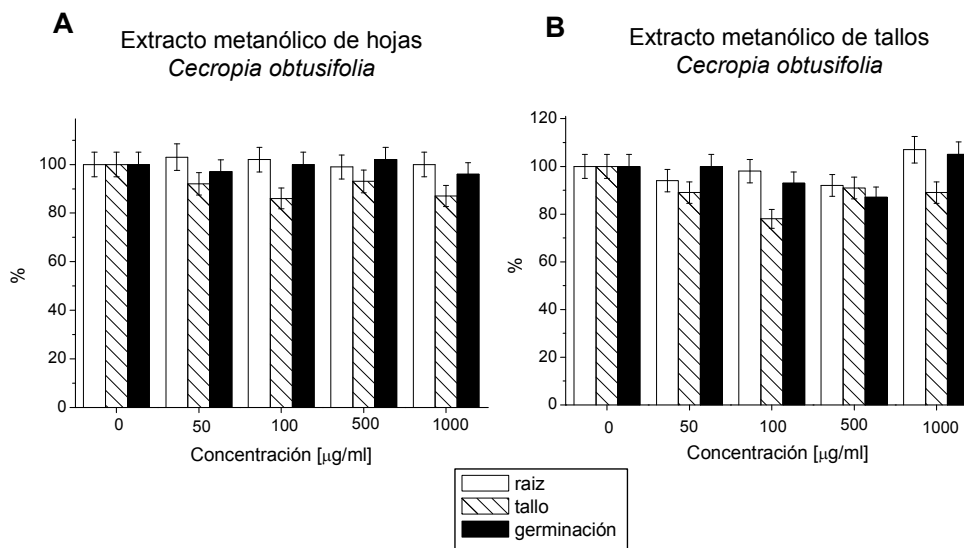 A
Extracto metanólico de hojas
Cecropia obtusifolia
100
80
60
40
20
0
%
0 50 100 500 1000
Concentración [μg/ml]
B
Extracto metanólico de tallos
Cecropia obtusifolia
120
100
80
60
40
20
0
%
0 50 100 500 1000
Concentración [μg/ml]
raiz
tallo
germinación